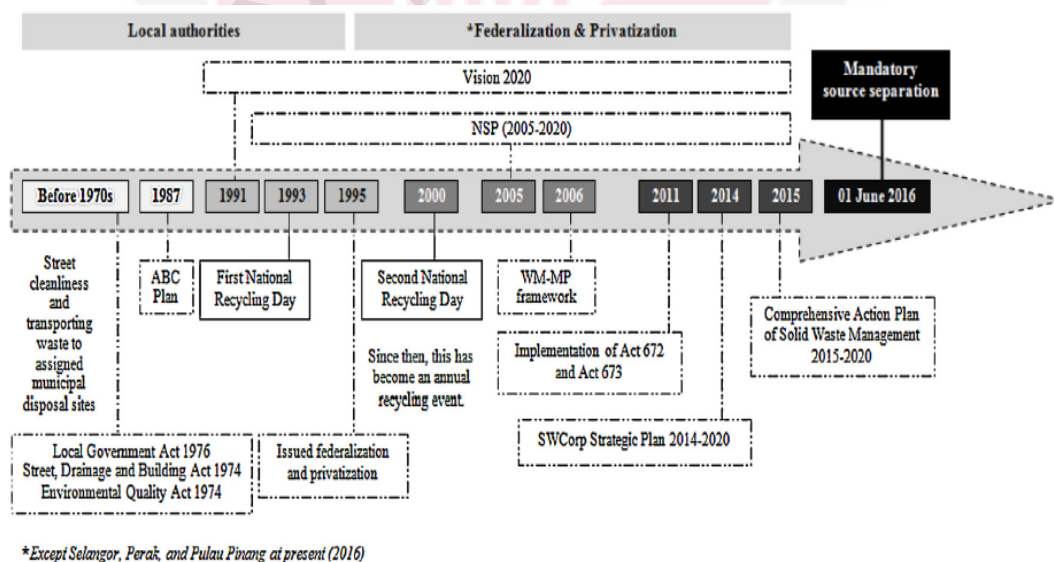 Local authorities
*Federalization & Privatization
Vision 2020
Mandatory
source separation
NSP (2005-2020)
Before 1970s
1987
1991
1993
1995
2000
2005
2006
2011
2014
2015
01 June 2016
Street
cleanliness
and
transporting
waste to
assigned
municipal
disposal sites
ABC
Plan
First National
Recycling Day
Second National
Recycling Day
WM-MP
framework
Comprehensive Action Plan
of Solid Waste Management
2015-2020
Since then, this has
become an annual
recycling event.
Implementation of Act 672
and Act 673
SWCorp Strategic Plan 2014-2020
Local Government Act 1976
Street, Drainage and Building Act 1974
Environmental Quality Act 1974
Issued federalization
and privatization
*Except Selangor, Perak, and Pulau Pinang at present (2016)